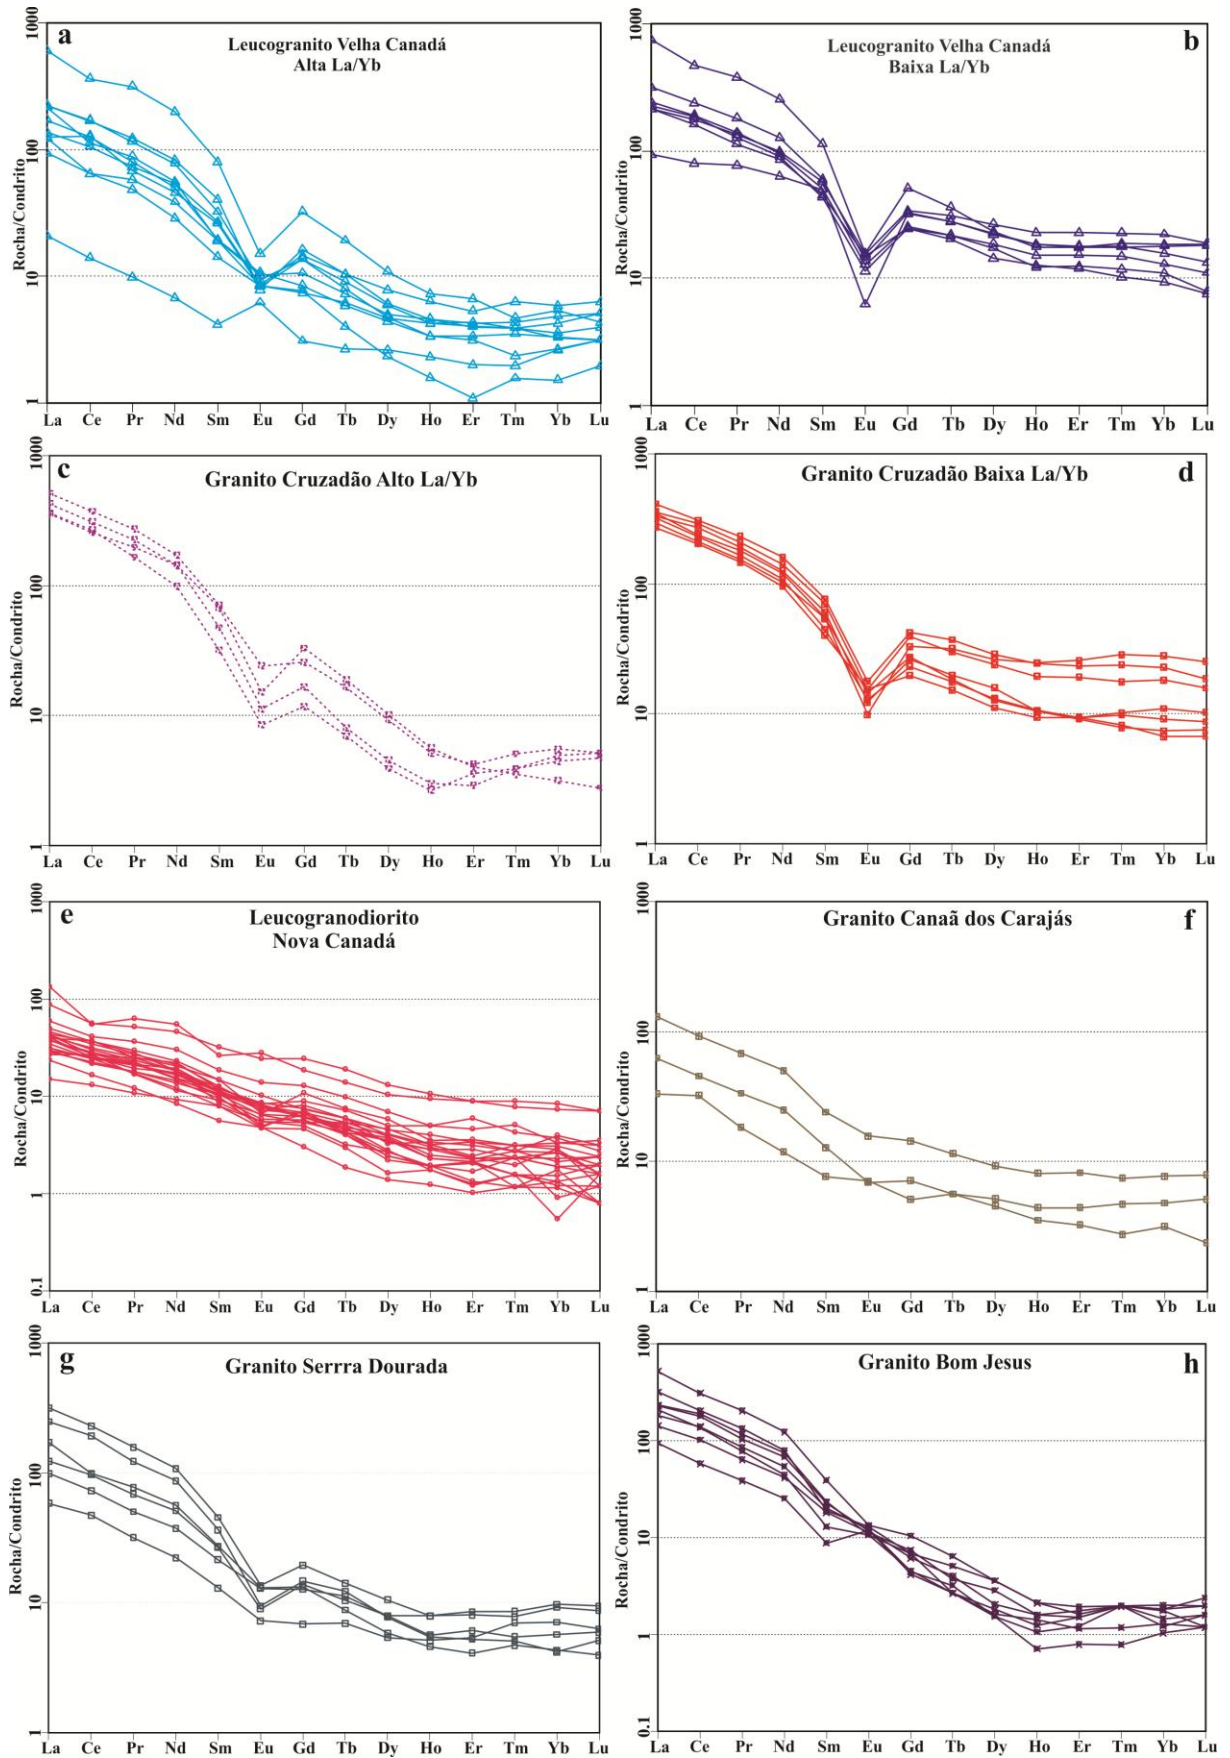 a
Leucogranito Velha Canadá
Alta La/Yb
1000
100
10
1
Rocha/Condrito
La Ce Pr Nd Sm Eu Gd Tb Dy Ho Er Tm Yb Lu
b
Leucogranito Velha Canadá
Baixa La/Yb
1000
100
10
1
Rocha/Condrito
La Ce Pr Nd Sm Eu Gd Tb Dy Ho Er Tm Yb Lu
c
Granito Cruzadão Alto La/Yb
1000
100
10
1
Rocha/Condrito
La Ce Pr Nd Sm Eu Gd Tb Dy Ho Er Tm Yb Lu
d
Granito Cruzadão Baixa La/Yb
1000
100
10
1
Rocha/Condrito
La Ce Pr Nd Sm Eu Gd Tb Dy Ho Er Tm Yb Lu
e
Leucogranodiorito
Nova Canadá
1000
100
10
1
0.1
Rocha/Condrito
La Ce Pr Nd Sm Eu Gd Tb Dy Ho Er Tm Yb Lu
f
Granito Canaã dos Carajás
1000
100
10
1
Rocha/Condrito
La Ce Pr Nd Sm Eu Gd Tb Dy Ho Er Tm Yb Lu
g
Granito Serrra Dourada
1000
100
10
1
Rocha/Condrito
La Ce Pr Nd Sm Eu Gd Tb Dy Ho Er Tm Yb Lu
h
Granito Bom Jesus
1000
100
10
1
0.1
Rocha/Condrito
La Ce Pr Nd Sm Eu Gd Tb Dy Ho Er Tm Yb Lu